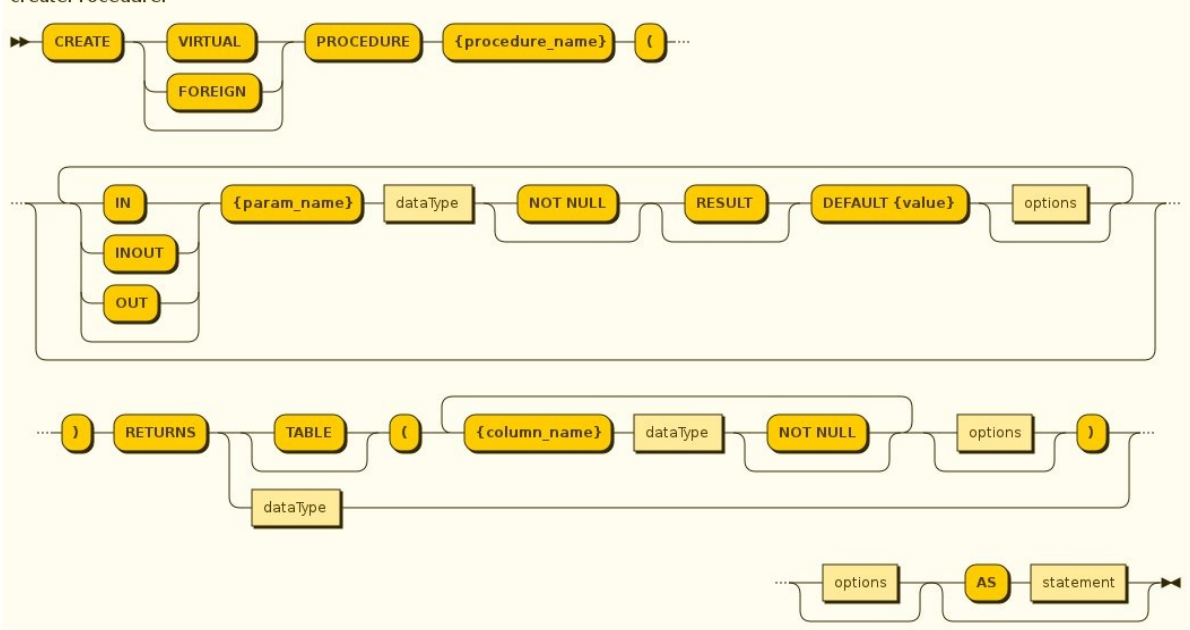 createProcedure:
CREATE VIRTUAL PROCEDURE {procedure_name} (
FOREIGN
IN {param_name} dataType NOT NULL RESULT DEFAULT {value} options
INOUT
OUT
) RETURNS TABLE ( {column_name} dataType NOT NULL options )
dataType
options AS statement